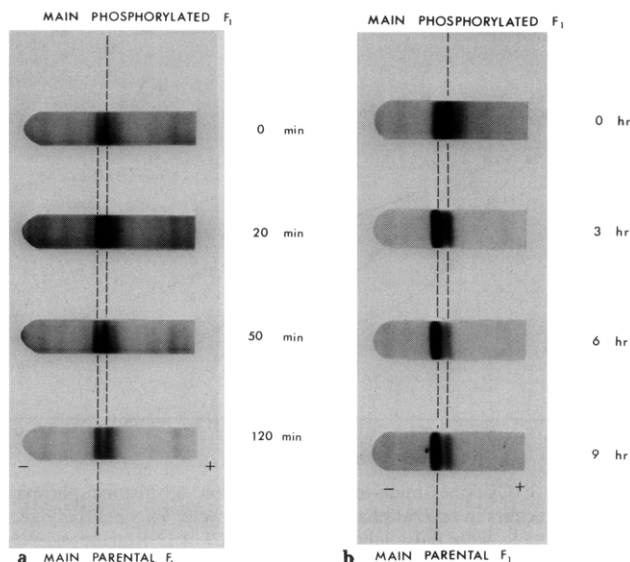 MAIN PHOSPHORYLATED F₁
0 min
20 min
50 min
120 min
− +
a MAIN PARENTAL F
MAIN PHOSPHORYLATED F₁
0 hr
3 hr
6 hr
9 hr
− +
b MAIN PARENTAL F₁